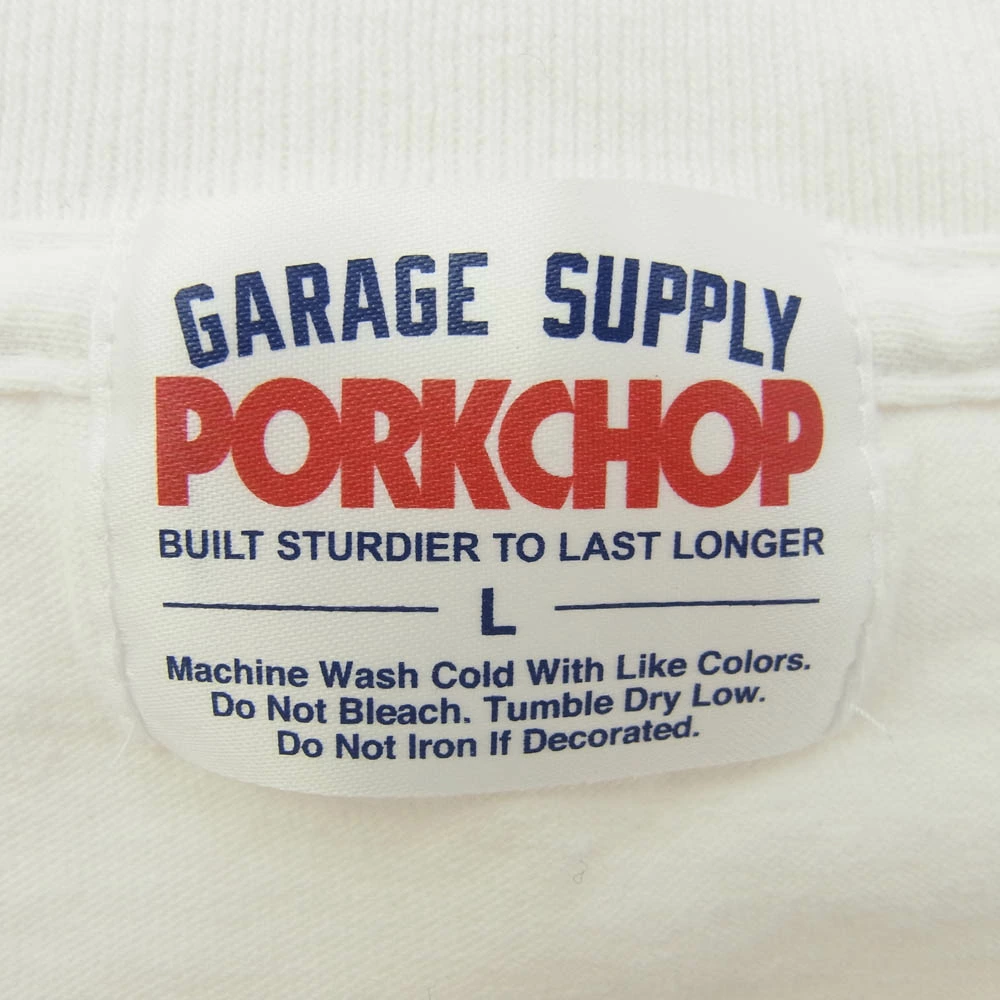 GARAGE SUPPLY
PORKCHOP
BUILT STURDIER TO LAST LONGER
L
Machine Wash Cold With Like Colors.
Do Not Bleach. Tumble Dry Low.
Do Not Iron If Decorated.